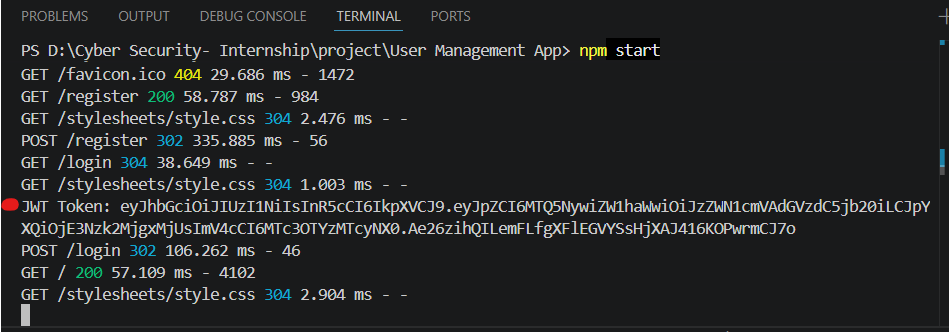 PROBLEMS OUTPUT DEBUG CONSOLE TERMINAL PORTS
PS D:\Cyber Security- Internship\project\User Management App> npm start
GET /favicon.ico 404 29.686 ms - 1472
GET /register 200 58.787 ms - 984
GET /stylesheets/style.css 304 2.476 ms - -
POST /register 302 335.885 ms - 56
GET /login 304 38.649 ms - -
GET /stylesheets/style.css 304 1.003 ms - -
JWT Token: eyJhbGciOiJIUzI1NiIsInR5cCI6IkpXVCJ9.eyJpZCI6MTQ5NywiZW1haWwiOiJzZWN1cmVAdGVzdC5jb20iLCJpY
XQiOjE3Nzk2MjgxMjUsImV4cCI6MTc3OTYzMTcyNX0.Ae26zihQILemFLfgXFlEGVYSsHjXAJ416KOPwrmCJ7o
POST /login 302 106.262 ms - 46
GET / 200 57.109 ms - 4102
GET /stylesheets/style.css 304 2.904 ms - -